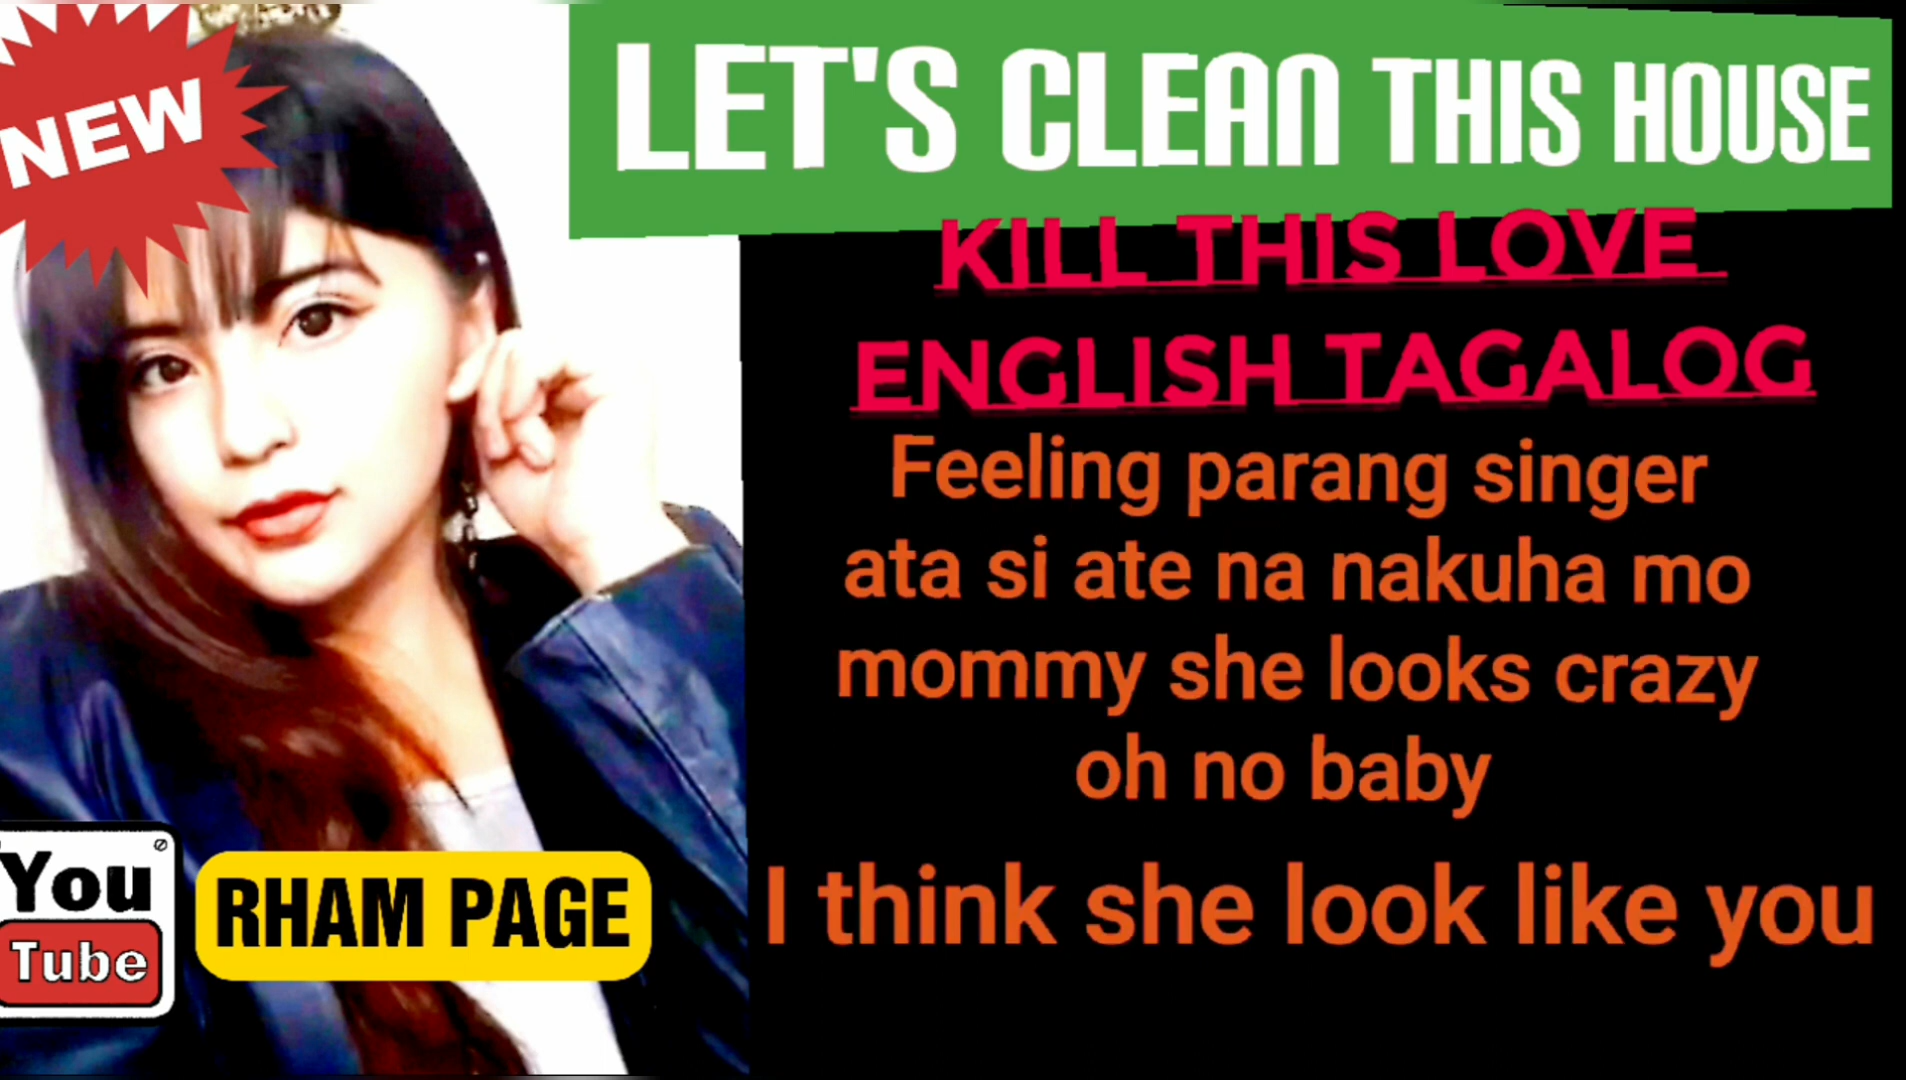 NEW
LET'S CLEAN THIS HOUSE
KILL THIS LOVE
ENGLISH TAGALOG
Feeling parang singer
ata si ate na nakuha mo
mommy she looks crazy
oh no baby
I think she look like you
You
Tube
RHAM PAGE